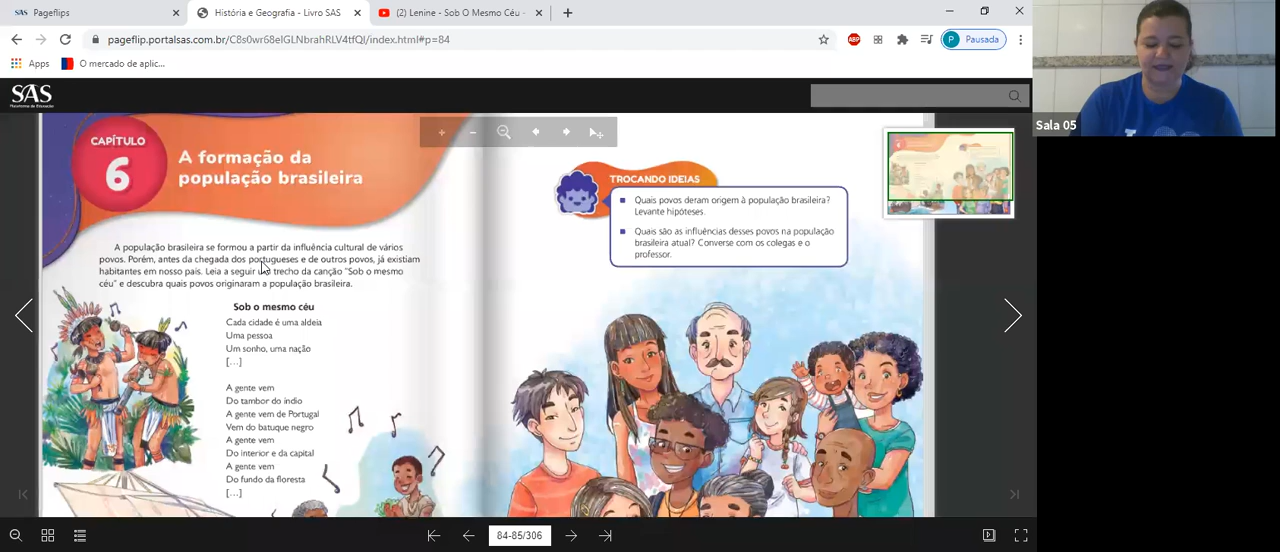 SAS Pageflips
História e Geografia - Livro SAS
(2) Lenine - Sob O Mesmo Céu -
pageflip.portalsas.com.br/C8s0wr68elGLNbrahRLV4tfQl/index.html#p=84
ABP
P Pausada
Apps
O mercado de aplic...
SAS
Plataforma de Educação
Sala 05
CAPÍTULO
6
A formação da
população brasileira
A população brasileira se formou a partir da influência cultural de vários
povos. Porém, antes da chegada dos portugueses e de outros povos, já existiam
habitantes em nosso país. Leia a seguir um trecho da canção "Sob o mesmo
céu" e descubra quais povos originaram a população brasileira.
Sob o mesmo céu
Cada cidade é uma aldeia
Uma pessoa
Um sonho, uma nação
[...]
A gente vem
Do tambor do índio
A gente vem de Portugal
Vem do batuque negro
A gente vem
Do interior e da capital
A gente vem
Do fundo da floresta
[...]
TROCANDO IDEIAS
Quais povos deram origem à população brasileira?
Levante hipóteses.
Quais são as influências desses povos na população
brasileira atual? Converse com os colegas e o
professor.
84-85/306